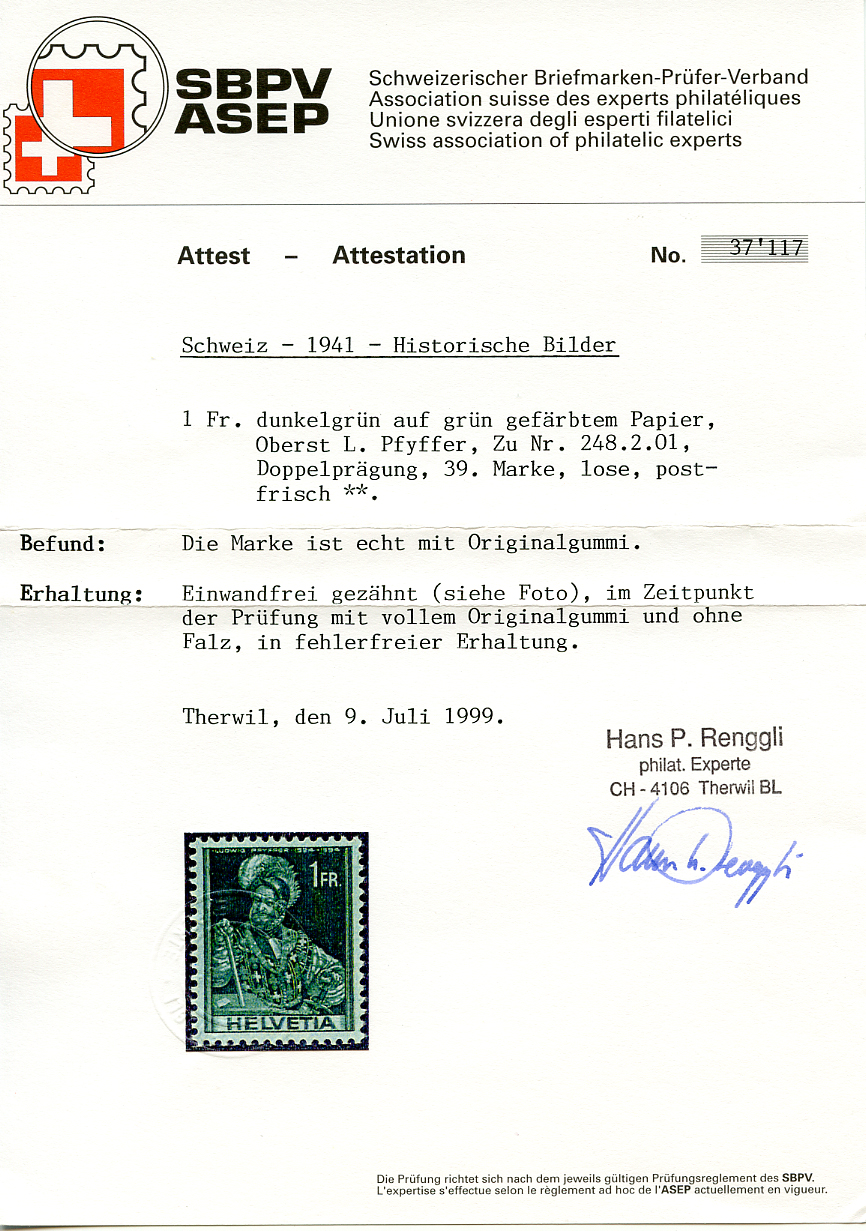 SBPV
ASEP
Schweizerischer Briefmarken-Prüfer-Verband
Association suisse des experts philatéliques
Unione svizzera degli esperti filatelici
Swiss association of philatelic experts
Attest – Attestation No. 37'117
Schweiz - 1941 - Historische Bilder
1 Fr. dunkelgrün auf grün gefärbtem Papier,
Oberst L. Pfyffer, Zu Nr. 248.2.01,
Doppelprägung, 39. Marke, lose, post-
frisch **.
Befund: Die Marke ist echt mit Originalgummi.
Erhaltung: Einwandfrei gezähnt (siehe Foto), im Zeitpunkt
der Prüfung mit vollem Originalgummi und ohne
Falz, in fehlerfreier Erhaltung.
Therwil, den 9. Juli 1999.
Hans P. Renggli
philat. Experte
CH - 4106 Therwil BL
LUDWIG PFYFFER 1524-1594
1FR.
HELVETIA
Die Prüfung richtet sich nach dem jeweils gültigen Prüfungsreglement des SBPV.
L'expertise s'effectue selon le règlement ad hoc de l'ASEP actuellement en vigueur.